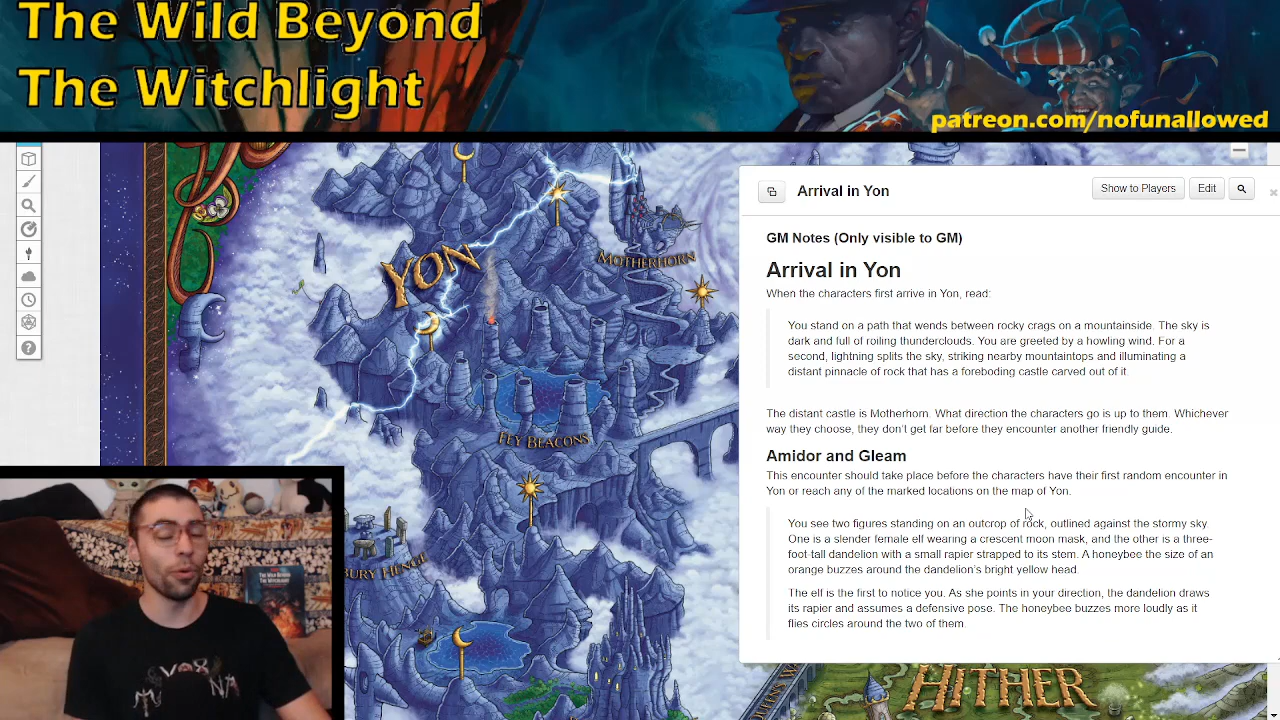 The Wild Beyond
The Witchlight
patreon.com/nofunallowed
Arrival in Yon
Show to Players
Edit
GM Notes (Only visible to GM)
Arrival in Yon
When the characters first arrive in Yon, read:
You stand on a path that wends between rocky crags on a mountainside. The sky is
dark and full of roiling thunderclouds. You are greeted by a howling wind. For a
second, lightning splits the sky, striking nearby mountaintops and illuminating a
distant pinnacle of rock that has a foreboding castle carved out of it.
The distant castle is Motherhorn. What direction the characters go is up to them. Whichever
way they choose, they don't get far before they encounter another friendly guide.
Amidor and Gleam
This encounter should take place before the characters have their first random encounter in
Yon or reach any of the marked locations on the map of Yon.
You see two figures standing on an outcrop of rock, outlined against the stormy sky.
One is a slender female elf wearing a crescent moon mask, and the other is a three-
foot-tall dandelion with a small rapier strapped to its stem. A honeybee the size of an
orange buzzes around the dandelion's bright yellow head.
The elf is the first to notice you. As she points in your direction, the dandelion draws
its rapier and assumes a defensive pose. The honeybee buzzes more loudly as it
flies circles around the two of them.
YON
MOTHERHORN
FEY BEACONS
BURY HENGE
HITHER
THE WILD BEYOND
THE WITCHLIGHT